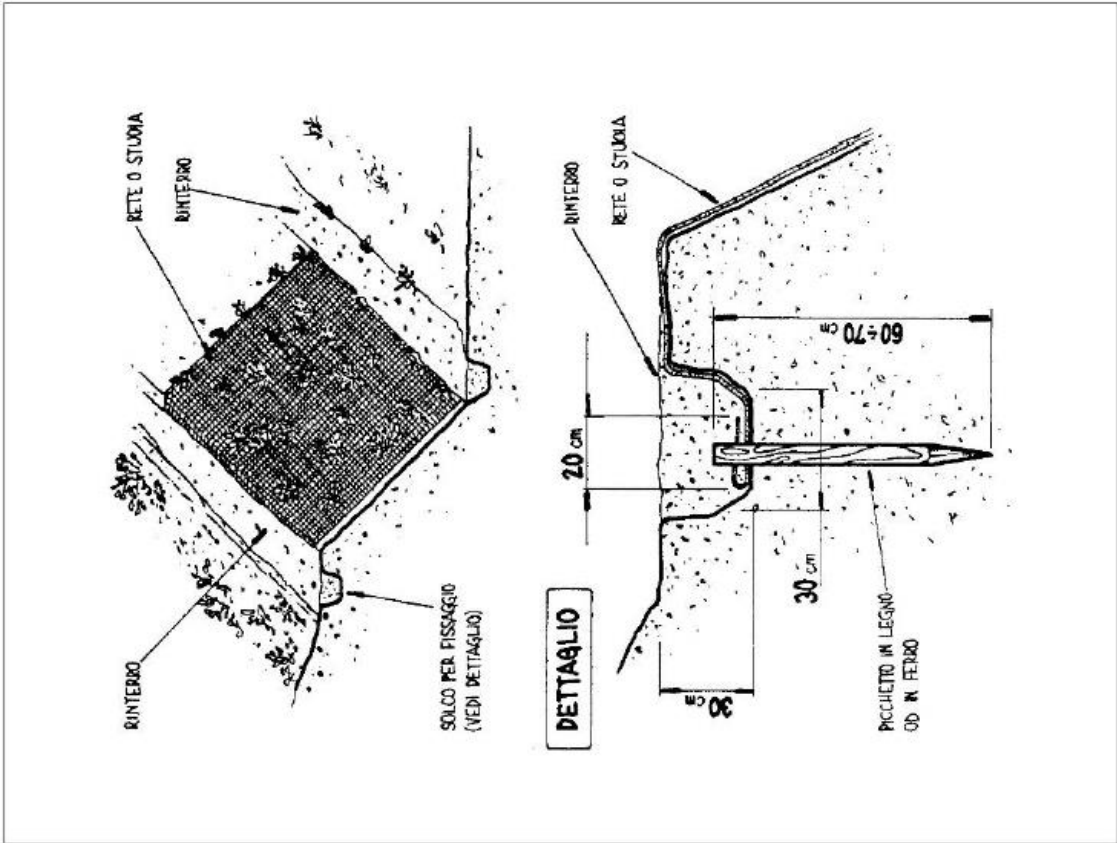 RINTERRO
RETE O STUOIA
RINTERRO
SOLCO PER FISSAGGIO
(VEDI DETTAGLIO)
DETTAGLIO
RINTERRO
RETE O STUOIA
20 cm
30 cm
60÷70 cm
30 cm
PICCHETTO IN LEGNO
OD IN FERRO